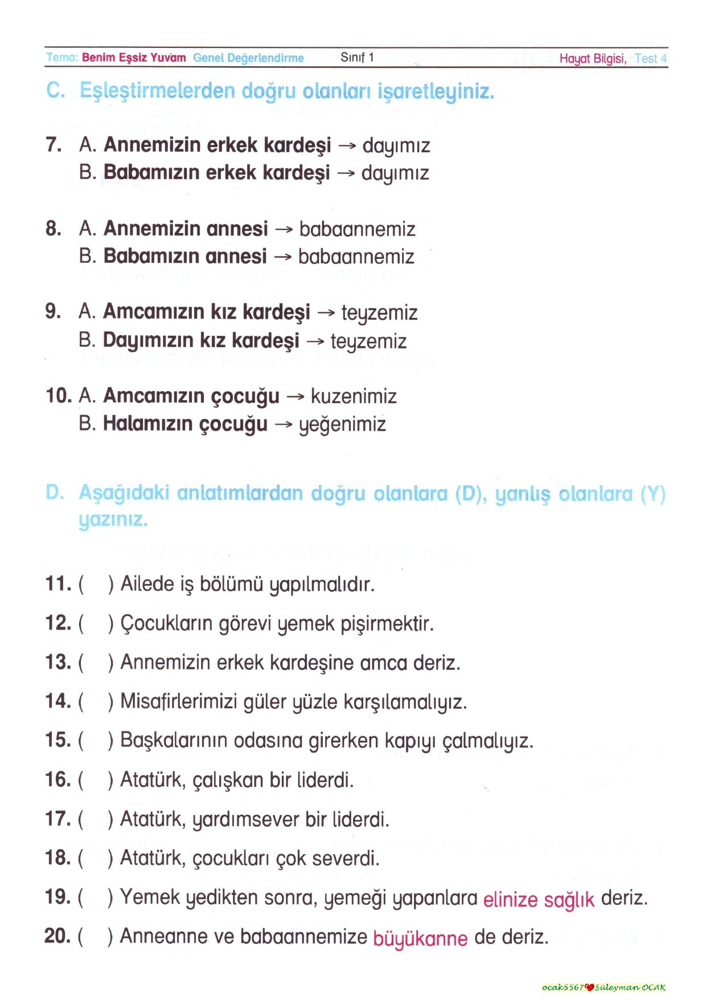 Tema: Benim Eşsiz Yuvam Genel Değerlendirme Sınıf 1 Hayat Bilgisi, Test 4
C. Eşleştirmelerden doğru olanları işaretleyiniz.
7. A. Annemizin erkek kardeşi → dayımız
B. Babamızın erkek kardeşi → dayımız
8. A. Annemizin annesi → babaannemiz
B. Babamızın annesi → babaannemiz
9. A. Amcamızın kız kardeşi → teyzemiz
B. Dayımızın kız kardeşi → teyzemiz
10. A. Amcamızın çocuğu → kuzenimiz
B. Halamızın çocuğu → yeğenimiz
D. Aşağıdaki anlatımlardan doğru olanlara (D), yanlış olanlara (Y)
yazınız.
11. ( ) Ailede iş bölümü yapılmalıdır.
12. ( ) Çocukların görevi yemek pişirmektir.
13. ( ) Annemizin erkek kardeşine amca deriz.
14. ( ) Misafirlerimizi güler yüzle karşılamalıyız.
15. ( ) Başkalarının odasına girerken kapıyı çalmalıyız.
16. ( ) Atatürk, çalışkan bir liderdi.
17. ( ) Atatürk, yardımsever bir liderdi.
18. ( ) Atatürk, çocukları çok severdi.
19. ( ) Yemek yedikten sonra, yemeği yapanlara elinize sağlık deriz.
20. ( ) Anneanne ve babaannemize büyükanne de deriz.
ocak5567❤Süleyman OCAK